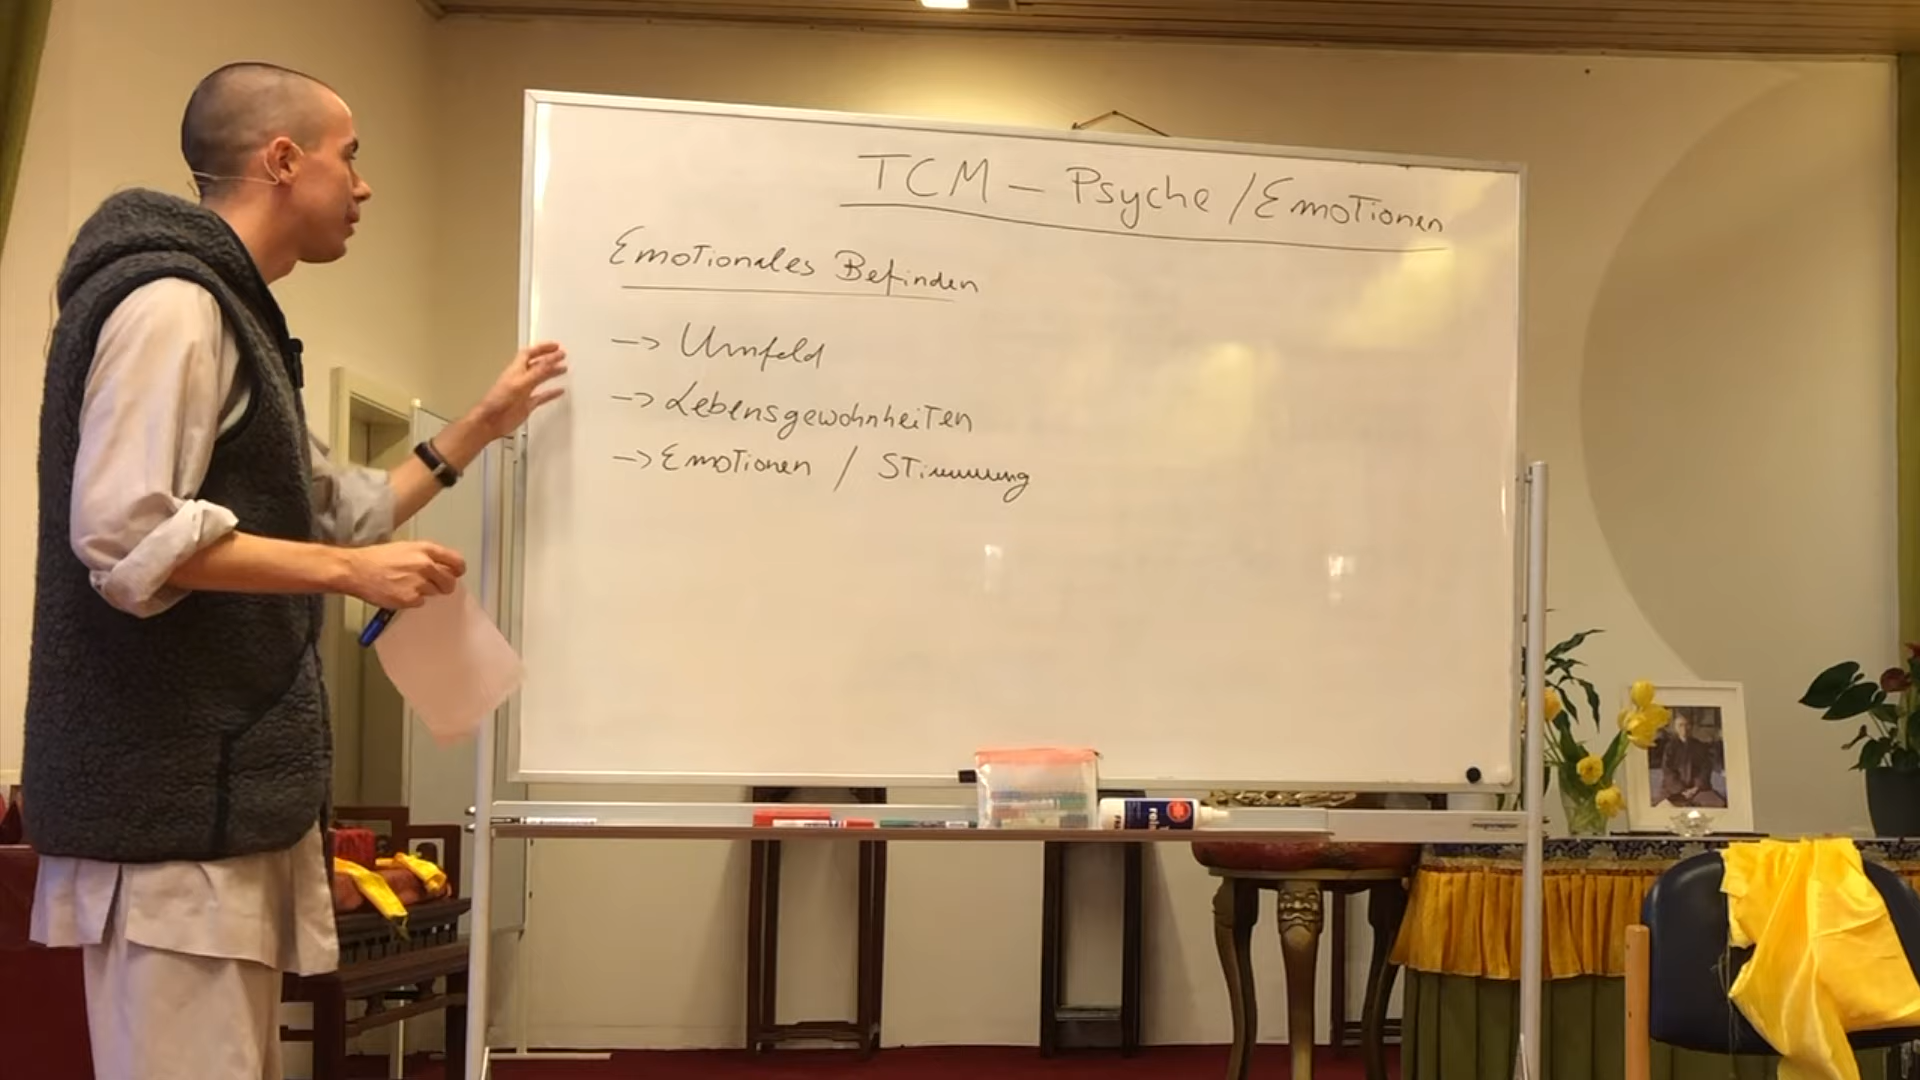 TCM – Psyche / Emotionen
Emotionales Befinden
–> Umfeld
–> Lebensgewohnheiten
–> Emotionen / Stimmung